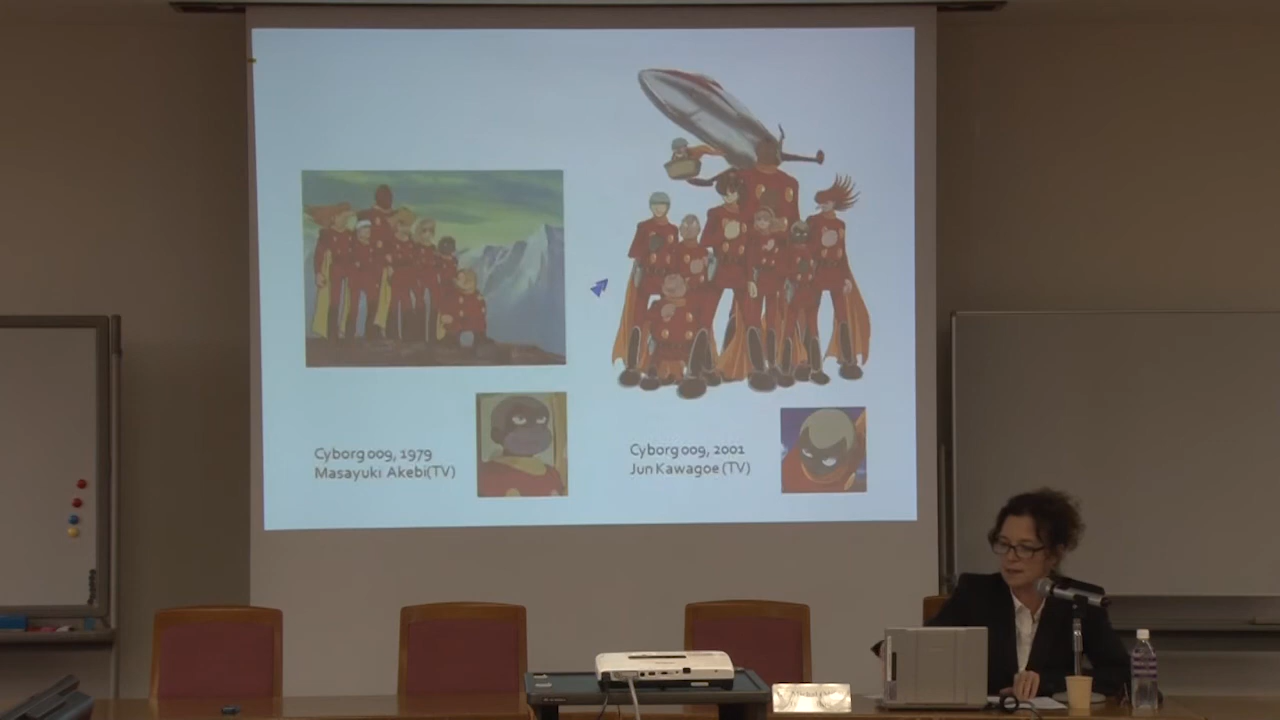 Cyborg 009, 1979
Masayuki Akebi(TV)
Cyborg 009, 2001
Jun Kawagoe (TV)